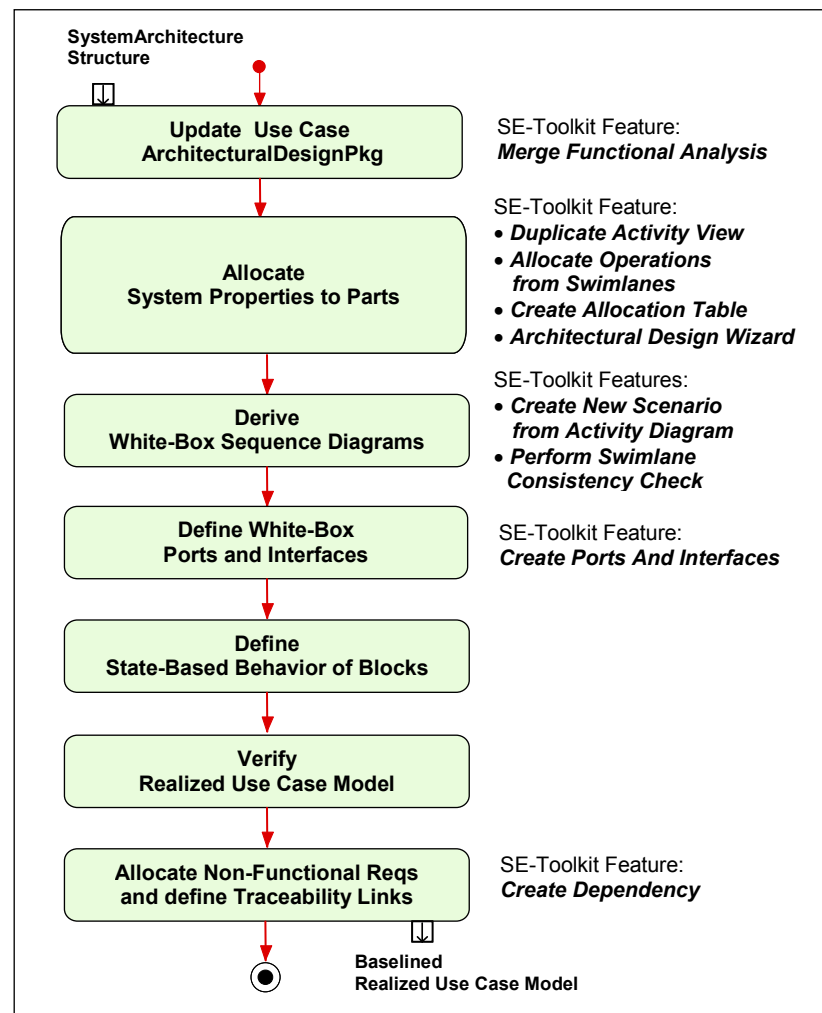 SystemArchitecture
Structure
Update Use Case
ArchitecturalDesignPkg
SE-Toolkit Feature:
Merge Functional Analysis
Allocate
System Properties to Parts
SE-Toolkit Feature:
• Duplicate Activity View
• Allocate Operations
from Swimlanes
• Create Allocation Table
• Architectural Design Wizard
Derive
White-Box Sequence Diagrams
SE-Toolkit Features:
• Create New Scenario
from Activity Diagram
• Perform Swimlane
Consistency Check
Define White-Box
Ports and Interfaces
SE-Toolkit Feature:
Create Ports And Interfaces
Define
State-Based Behavior of Blocks
Verify
Realized Use Case Model
Allocate Non-Functional Reqs
and define Traceability Links
SE-Toolkit Feature:
Create Dependency
Baselined
Realized Use Case Model